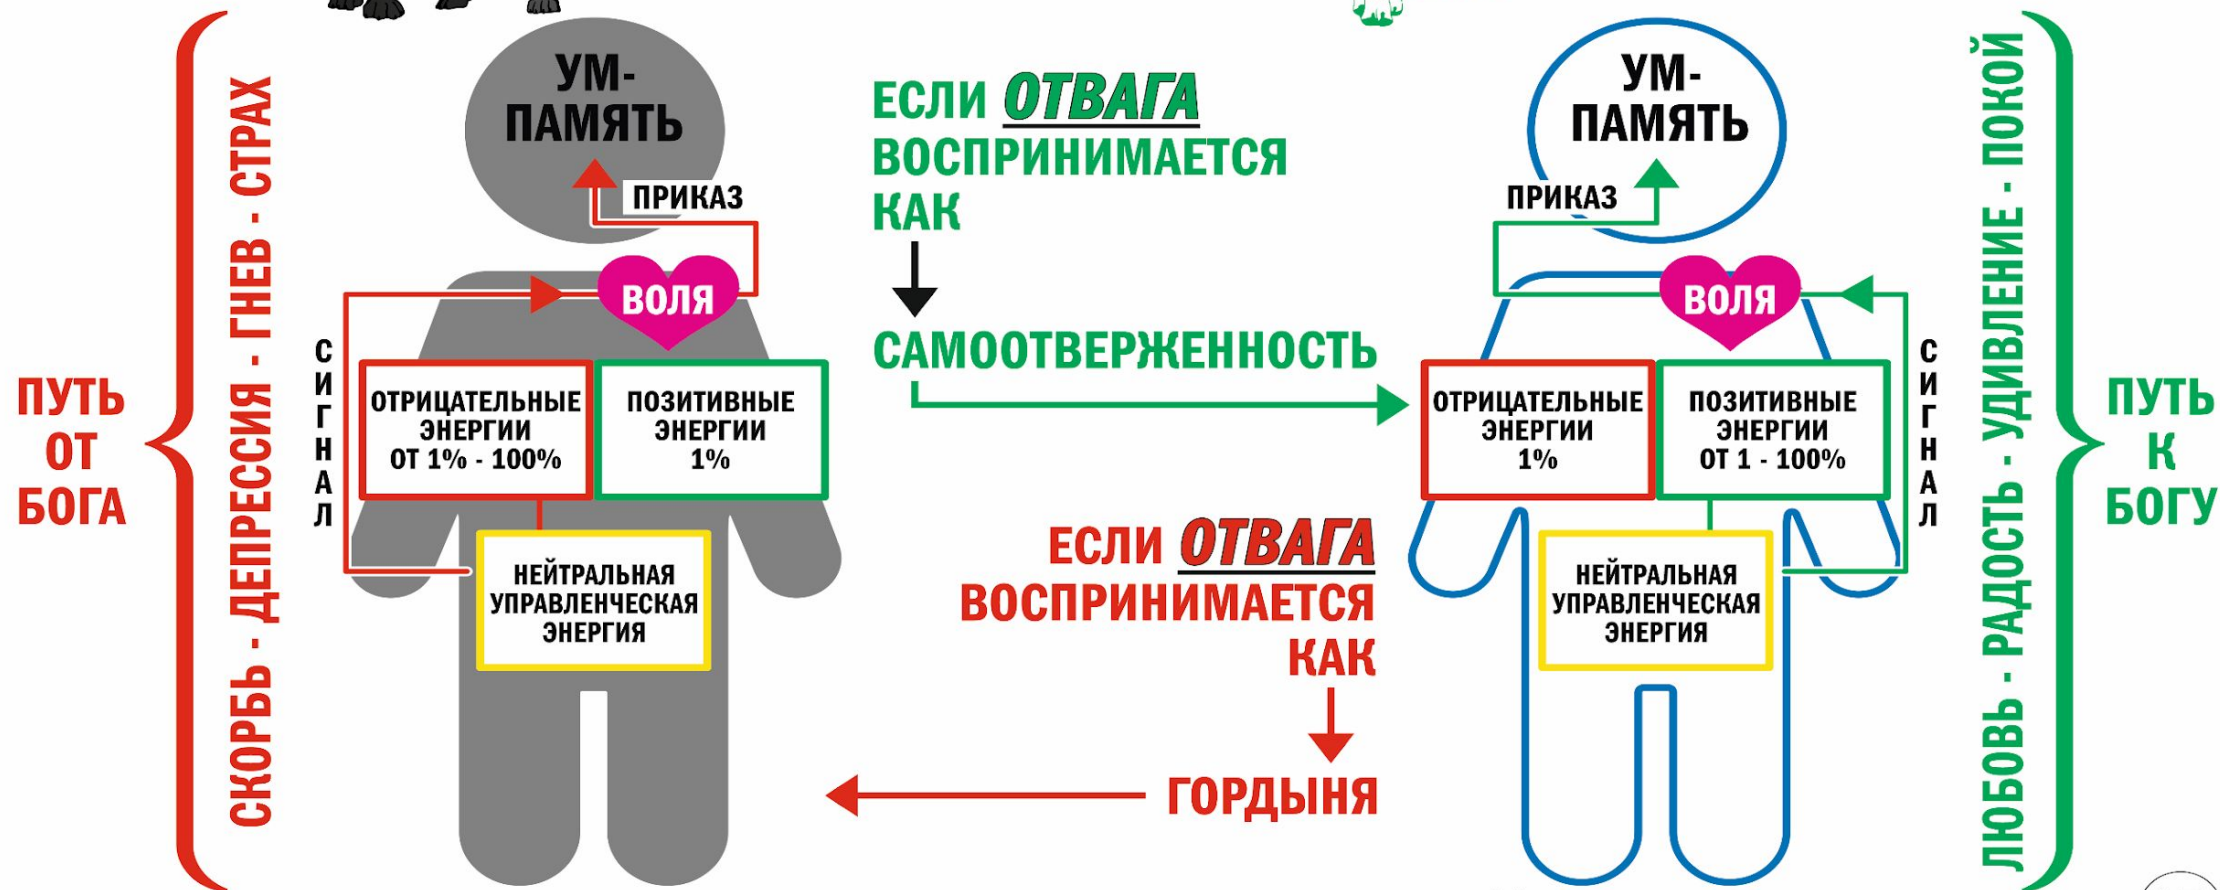 ПУТЬ
ОТ
БОГА
СКОРБЬ - ДЕПРЕССИЯ - ГНЕВ - СТРАХ
СИГНАЛ
УМ-
ПАМЯТЬ
ПРИКАЗ
ВОЛЯ
ОТРИЦАТЕЛЬНЫЕ
ЭНЕРГИИ
ОТ 1% - 100%
ПОЗИТИВНЫЕ
ЭНЕРГИИ
1%
НЕЙТРАЛЬНАЯ
УПРАВЛЕНЧЕСКАЯ
ЭНЕРГИЯ
ЕСЛИ ОТВАГА
ВОСПРИНИМАЕТСЯ
КАК
САМООТВЕРЖЕННОСТЬ
ЕСЛИ ОТВАГА
ВОСПРИНИМАЕТСЯ
КАК
ГОРДЫНЯ
УМ-
ПАМЯТЬ
ПРИКАЗ
ВОЛЯ
ОТРИЦАТЕЛЬНЫЕ
ЭНЕРГИИ
1%
ПОЗИТИВНЫЕ
ЭНЕРГИИ
ОТ 1 - 100%
НЕЙТРАЛЬНАЯ
УПРАВЛЕНЧЕСКАЯ
ЭНЕРГИЯ
СИГНАЛ
ЛЮБОВЬ - РАДОСТЬ - УДИВЛЕНИЕ - ПОКОЙ
ПУТЬ
К
БОГУ